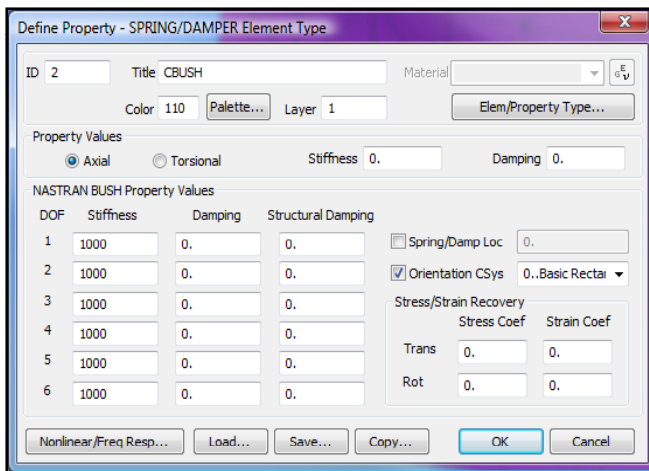 Define Property - SPRING/DAMPER Element Type
ID 2 Title CBUSH Material
Color 110 Palette... Layer 1 Elem/Property Type...
Property Values
Axial Torsional Stiffness 0. Damping 0.
NASTRAN BUSH Property Values
DOF Stiffness Damping Structural Damping
1 1000 0. 0. Spring/Damp Loc 0.
2 1000 0. 0. Orientation CSys 0..Basic Rectar
3 1000 0. 0. Stress/Strain Recovery
Stress Coef Strain Coef
4 1000 0. 0. Trans 0. 0.
5 1000 0. 0. Rot 0. 0.
6 1000 0. 0.
Nonlinear/Freq Resp... Load... Save... Copy... OK Cancel